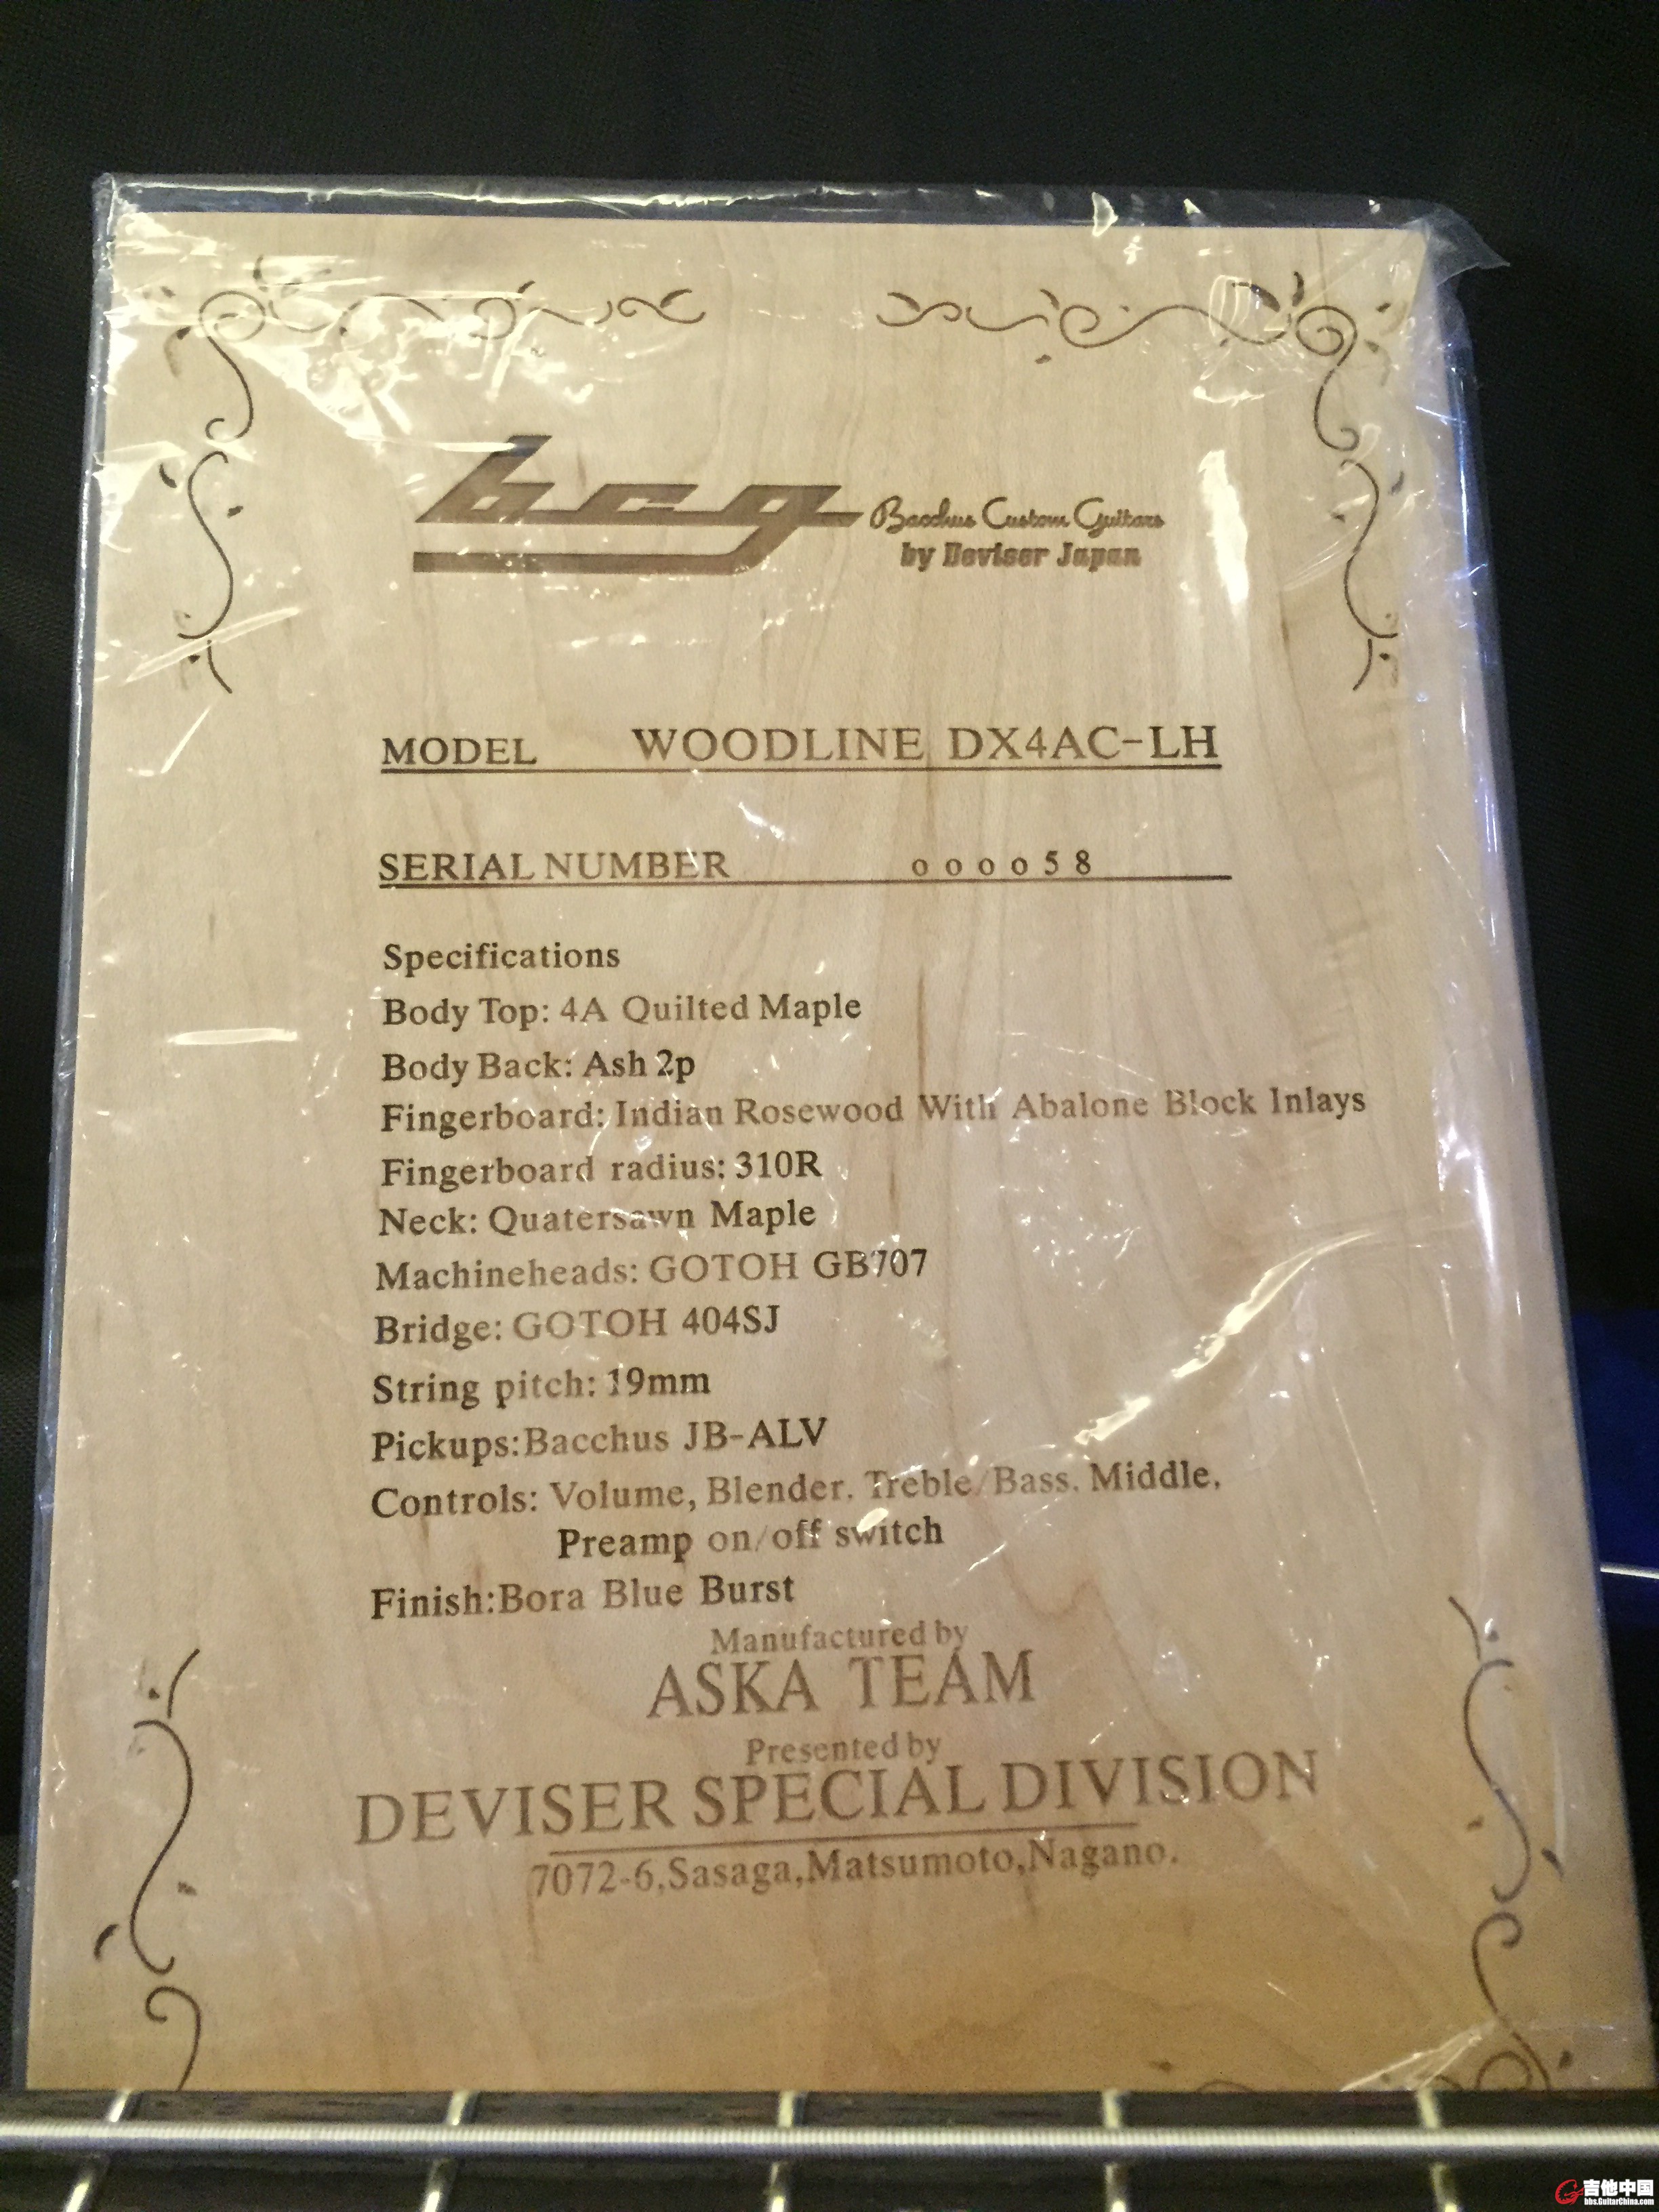 bcg Bacchus Custom Guitars
by Deviser Japan
MODEL WOODLINE DX4AC-LH
SERIAL NUMBER 000058
Specifications
Body Top: 4A Quilted Maple
Body Back: Ash 2p
Fingerboard: Indian Rosewood With Abalone Block Inlays
Fingerboard radius: 310R
Neck: Quatersawn Maple
Machineheads: GOTOH GB707
Bridge: GOTOH 404SJ
String pitch: 19mm
Pickups:Bacchus JB-ALV
Controls: Volume, Blender. Treble/Bass. Middle,
Preamp on/off switch
Finish:Bora Blue Burst
Manufactured by
ASKA TEAM
Presented by
DEVISER SPECIAL DIVISION
7072-6,Sasaga,Matsumoto,Nagano.
吉他中国
bbs.GuitarChina.com